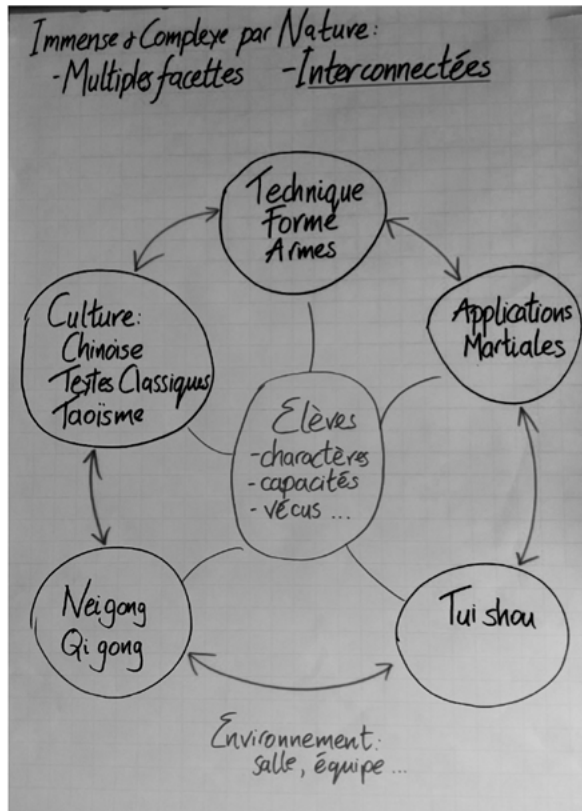 Immense & Complexe par Nature:
- Multiples facettes - Interconnectées
Technique
Forme
Armes
Culture:
Chinoise
Textes Classiques
Taoïsme
Applications
Martiales
Elèves
- charactères
- capacités
- vécus ...
Neigong
Qi gong
Tui shou
Environnement:
salle, équipe ...